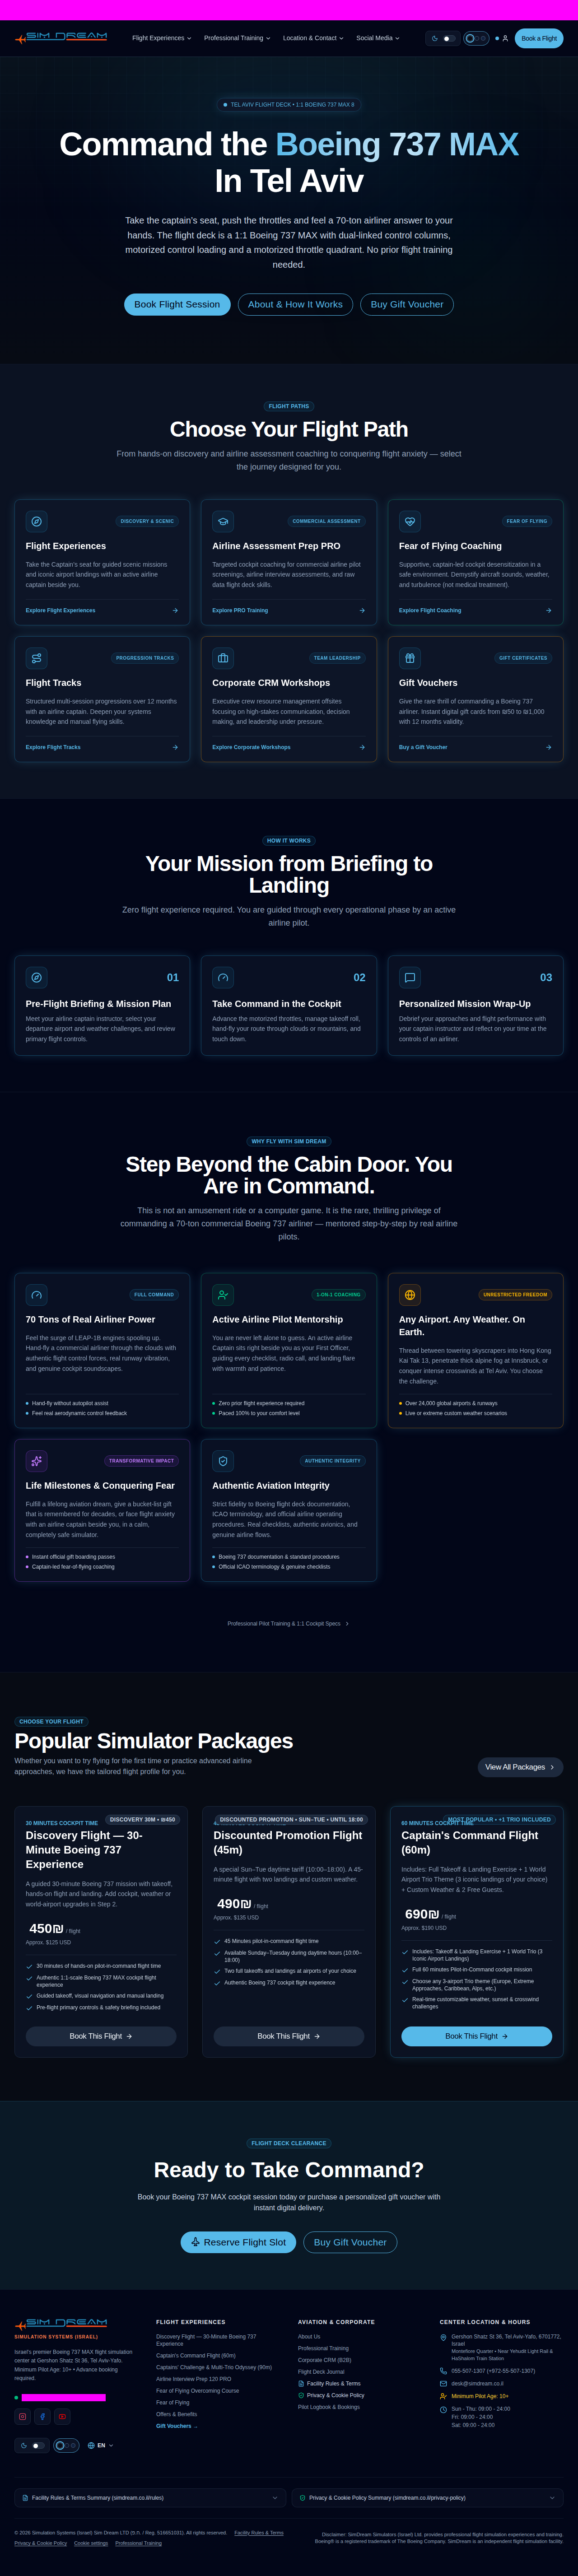 SIM DREAM
Flight Experiences
Professional Training
Location & Contact
Social Media
Book a Flight
TEL AVIV FLIGHT DECK • 1:1 BOEING 737 MAX 8
Command the Boeing 737 MAX
In Tel Aviv
Take the captain's seat, push the throttles and feel a 70-ton airliner answer to your
hands. The flight deck is a 1:1 Boeing 737 MAX with dual-linked control columns,
motorized control loading and a motorized throttle quadrant. No prior flight training
needed.
Book Flight Session
About & How It Works
Buy Gift Voucher
FLIGHT PATHS
Choose Your Flight Path
From hands-on discovery and airline assessment coaching to conquering flight anxiety — select
the journey designed for you.
DISCOVERY & SCENIC
Flight Experiences
Take the Captain's seat for guided scenic missions
and iconic airport landings with an active airline
captain beside you.
Explore Flight Experiences
COMMERCIAL ASSESSMENT
Airline Assessment Prep PRO
Targeted cockpit coaching for commercial airline pilot
screenings, airline interview assessments, and raw
data flight deck skills.
Explore PRO Training
FEAR OF FLYING
Fear of Flying Coaching
Supportive, captain-led cockpit desensitization in a
safe environment. Demystify aircraft sounds, weather,
and turbulence (not medical treatment).
Explore Flight Coaching
PROGRESSION TRACKS
Flight Tracks
Structured multi-session progressions over 12 months
with an airline captain. Deepen your systems
knowledge and manual flying skills.
Explore Flight Tracks
TEAM LEADERSHIP
Corporate CRM Workshops
Executive crew resource management offsites
focusing on high-stakes communication, decision
making, and leadership under pressure.
Explore Corporate Workshops
GIFT CERTIFICATES
Gift Vouchers
Give the rare thrill of commanding a Boeing 737
airliner. Instant digital gift cards from ₪50 to ₪1,000
with 12 months validity.
Buy a Gift Voucher
HOW IT WORKS
Your Mission from Briefing to
Landing
Zero flight experience required. You are guided through every operational phase by an active
airline pilot.
01
Pre-Flight Briefing & Mission Plan
Meet your airline captain instructor, select your
departure airport and weather challenges, and review
primary flight controls.
02
Take Command in the Cockpit
Advance the motorized throttles, manage takeoff roll,
hand-fly your route through clouds or mountains, and
touch down.
03
Personalized Mission Wrap-Up
Debrief your approaches and flight performance with
your captain instructor and reflect on your time at the
controls of an airliner.
WHY FLY WITH SIM DREAM
Step Beyond the Cabin Door. You
Are in Command.
This is not an amusement ride or a computer game. It is the rare, thrilling privilege of
commanding a 70-ton commercial Boeing 737 airliner — mentored step-by-step by real airline
pilots.
FULL COMMAND
70 Tons of Real Airliner Power
Feel the surge of LEAP-1B engines spooling up.
Hand-fly a commercial airliner through the clouds with
authentic flight control forces, real runway vibration,
and genuine cockpit soundscapes.
Hand-fly without autopilot assist
Feel real aerodynamic control feedback
1-ON-1 COACHING
Active Airline Pilot Mentorship
You are never left alone to guess. An active airline
Captain sits right beside you as your First Officer,
guiding every checklist, radio call, and landing flare
with warmth and patience.
Zero prior flight experience required
Paced 100% to your comfort level
UNRESTRICTED FREEDOM
Any Airport. Any Weather. On
Earth.
Thread between towering skyscrapers into Hong Kong
Kai Tak 13, penetrate thick alpine fog at Innsbruck, or
conquer intense crosswinds at Tel Aviv. You choose
the challenge.
Over 24,000 global airports & runways
Live or extreme custom weather scenarios
TRANSFORMATIVE IMPACT
Life Milestones & Conquering Fear
Fulfill a lifelong aviation dream, give a bucket-list gift
that is remembered for decades, or face flight anxiety
with an airline captain beside you, in a calm,
completely safe simulator.
Instant official gift boarding passes
Captain-led fear-of-flying coaching
AUTHENTIC INTEGRITY
Authentic Aviation Integrity
Strict fidelity to Boeing flight deck documentation,
ICAO terminology, and official airline operating
procedures. Real checklists, authentic avionics, and
genuine airline flows.
Boeing 737 documentation & standard procedures
Official ICAO terminology & genuine checklists
Professional Pilot Training & 1:1 Cockpit Specs
CHOOSE YOUR FLIGHT
Popular Simulator Packages
Whether you want to try flying for the first time or practice advanced airline
approaches, we have the tailored flight profile for you.
View All Packages
DISCOVERY 30M • ₪450
30 MINUTES COCKPIT TIME
Discovery Flight — 30-
Minute Boeing 737
Experience
A guided 30-minute Boeing 737 mission with takeoff,
hands-on flight and landing. Add cockpit, weather or
world-airport upgrades in Step 2.
450₪ / flight
Approx. $125 USD
30 minutes of hands-on pilot-in-command flight time
Authentic 1:1-scale Boeing 737 MAX cockpit flight
experience
Guided takeoff, visual navigation and manual landing
Pre-flight primary controls & safety briefing included
Book This Flight
DISCOUNTED PROMOTION • SUN–TUE • UNTIL 18:00
Discounted Promotion Flight
(45m)
A special Sun–Tue daytime tariff (10:00–18:00). A 45-
minute flight with two landings and custom weather.
490₪ / flight
Approx. $135 USD
45 Minutes pilot-in-command flight time
Available Sunday–Tuesday during daytime hours (10:00–
18:00)
Two full takeoffs and landings at airports of your choice
Authentic Boeing 737 cockpit flight experience
Book This Flight
MOST POPULAR • +1 TRIO INCLUDED
60 MINUTES COCKPIT TIME
Captain's Command Flight
(60m)
Includes: Full Takeoff & Landing Exercise + 1 World
Airport Trio Theme (3 iconic landings of your choice)
+ Custom Weather & 2 Free Guests.
690₪ / flight
Approx. $190 USD
Includes: Takeoff & Landing Exercise + 1 World Trio (3
Iconic Airport Landings)
Full 60 minutes Pilot-in-Command cockpit mission
Choose any 3-airport Trio theme (Europe, Extreme
Approaches, Caribbean, Alps, etc.)
Real-time customizable weather, sunset & crosswind
challenges
Book This Flight
FLIGHT DECK CLEARANCE
Ready to Take Command?
Book your Boeing 737 MAX cockpit session today or purchase a personalized gift voucher with
instant digital delivery.
Reserve Flight Slot
Buy Gift Voucher
SIM DREAM
SIMULATION SYSTEMS (ISRAEL)
Israel's premier Boeing 737 MAX flight simulation
center at Gershon Shatz St 36, Tel Aviv-Yafo.
Minimum Pilot Age: 10+ • Advance booking
required.
EN
FLIGHT EXPERIENCES
Discovery Flight — 30-Minute Boeing 737
Experience
Captain's Command Flight (60m)
Captains' Challenge & Multi-Trio Odyssey (90m)
Airline Interview Prep 120 PRO
Fear of Flying Overcoming Course
Fear of Flying
Offers & Benefits
Gift Vouchers →
AVIATION & CORPORATE
About Us
Professional Training
Corporate CRM (B2B)
Flight Deck Journal
Facility Rules & Terms
Privacy & Cookie Policy
CENTER LOCATION & HOURS
Gershon Shatz St 36, Tel Aviv-Yafo, 6701772,
Israel
Montefiore Quarter • Near Yehudit Light Rail &
HaShalom Train Station
055-507-1307 (+972-55-507-1307)
desk@simdream.co.il
Minimum Pilot Age: 10+
Sun - Thu: 09:00 - 24:00
Fri: 09:00 - 24:00
Sat: 09:00 - 24:00
Facility Rules & Terms Summary (simdream.co.il/rules)
Privacy & Cookie Policy Summary (simdream.co.il/privacy-policy)
© 2026 Simulation Systems (Israel) Sim Dream LTD (ח.פ. / Reg. 516651031). All rights reserved.
Facility Rules & Terms
Privacy & Cookie Policy
Cookie settings
Professional Training
Disclaimer: SimDream Simulators (Israel) Ltd. provides professional flight simulation experiences and training.
Boeing® is a registered trademark of The Boeing Company. SimDream is an independent flight simulation facility.